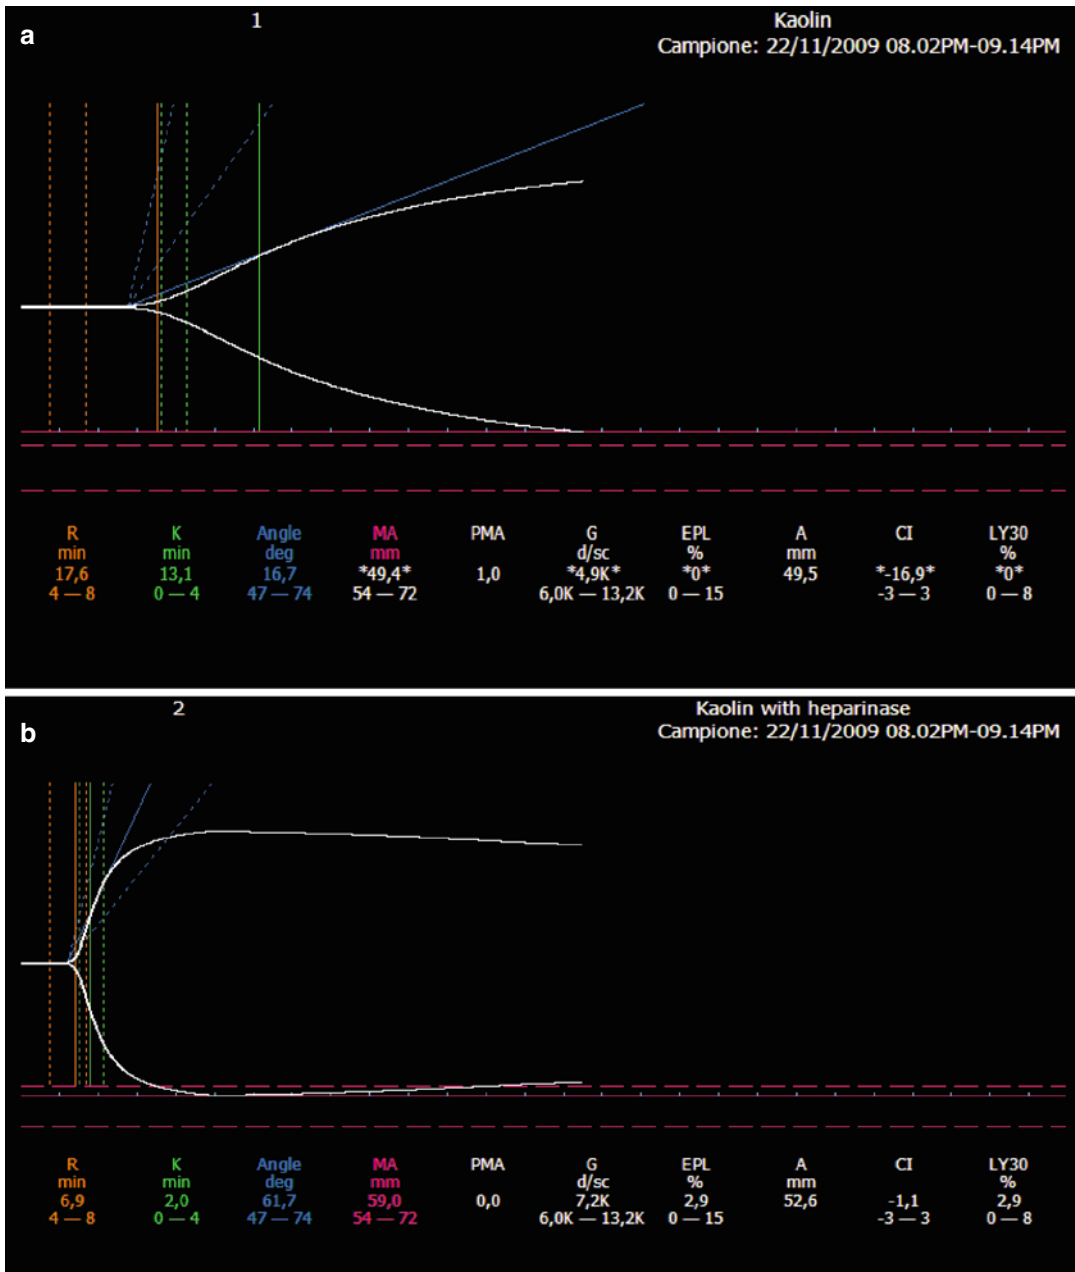 a
1 Kaolin
Campione: 22/11/2009 08.02PM-09.14PM
R K Angle MA PMA G EPL A CI LY30
min min deg mm d/sc % mm %
17,6 13,1 16,7 *49,4* 1,0 *4,9K* *0* 49,5 *-16,9* *0*
4 — 8 0 — 4 47 — 74 54 — 72 6,0K — 13,2K 0 — 15 -3 — 3 0 — 8
b
2 Kaolin with heparinase
Campione: 22/11/2009 08.02PM-09.14PM
R K Angle MA PMA G EPL A CI LY30
min min deg mm d/sc % mm %
6,9 2,0 61,7 59,0 0,0 7,2K 2,9 52,6 -1,1 2,9
4 — 8 0 — 4 47 — 74 54 — 72 6,0K — 13,2K 0 — 15 -3 — 3 0 — 8